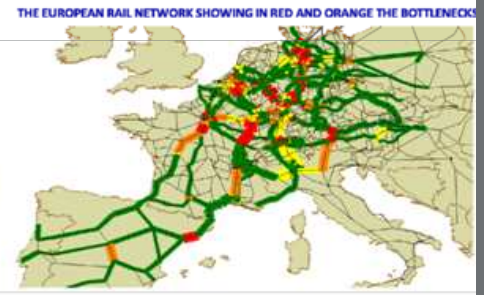 THE EUROPEAN RAIL NETWORK SHOWING IN RED AND ORANGE THE BOTTLENECKS